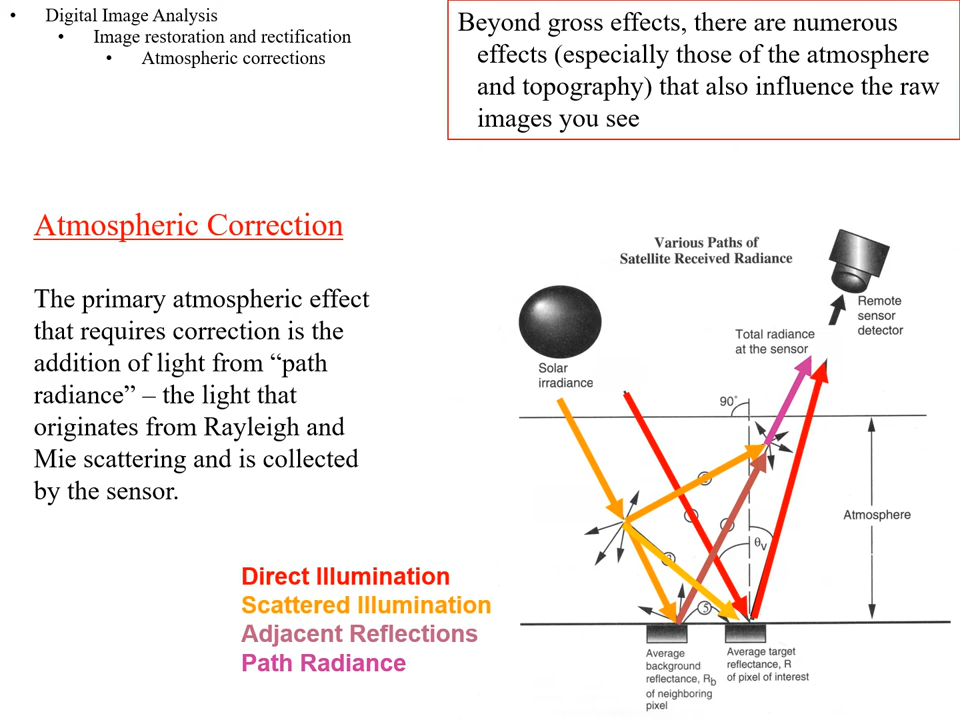 • Digital Image Analysis
• Image restoration and rectification
• Atmospheric corrections
Beyond gross effects, there are numerous
effects (especially those of the atmosphere
and topography) that also influence the raw
images you see
Atmospheric Correction
The primary atmospheric effect
that requires correction is the
addition of light from “path
radiance” – the light that
originates from Rayleigh and
Mie scattering and is collected
by the sensor.
Various Paths of
Satellite Received Radiance
Remote
sensor
detector
Total radiance
at the sensor
Solar
irradiance
90°
Atmosphere
θv
5
Direct Illumination
Scattered Illumination
Adjacent Reflections
Path Radiance
Average
background
reflectance, Rb
of neighboring
pixel
Average target
reflectance, R
of pixel of interest